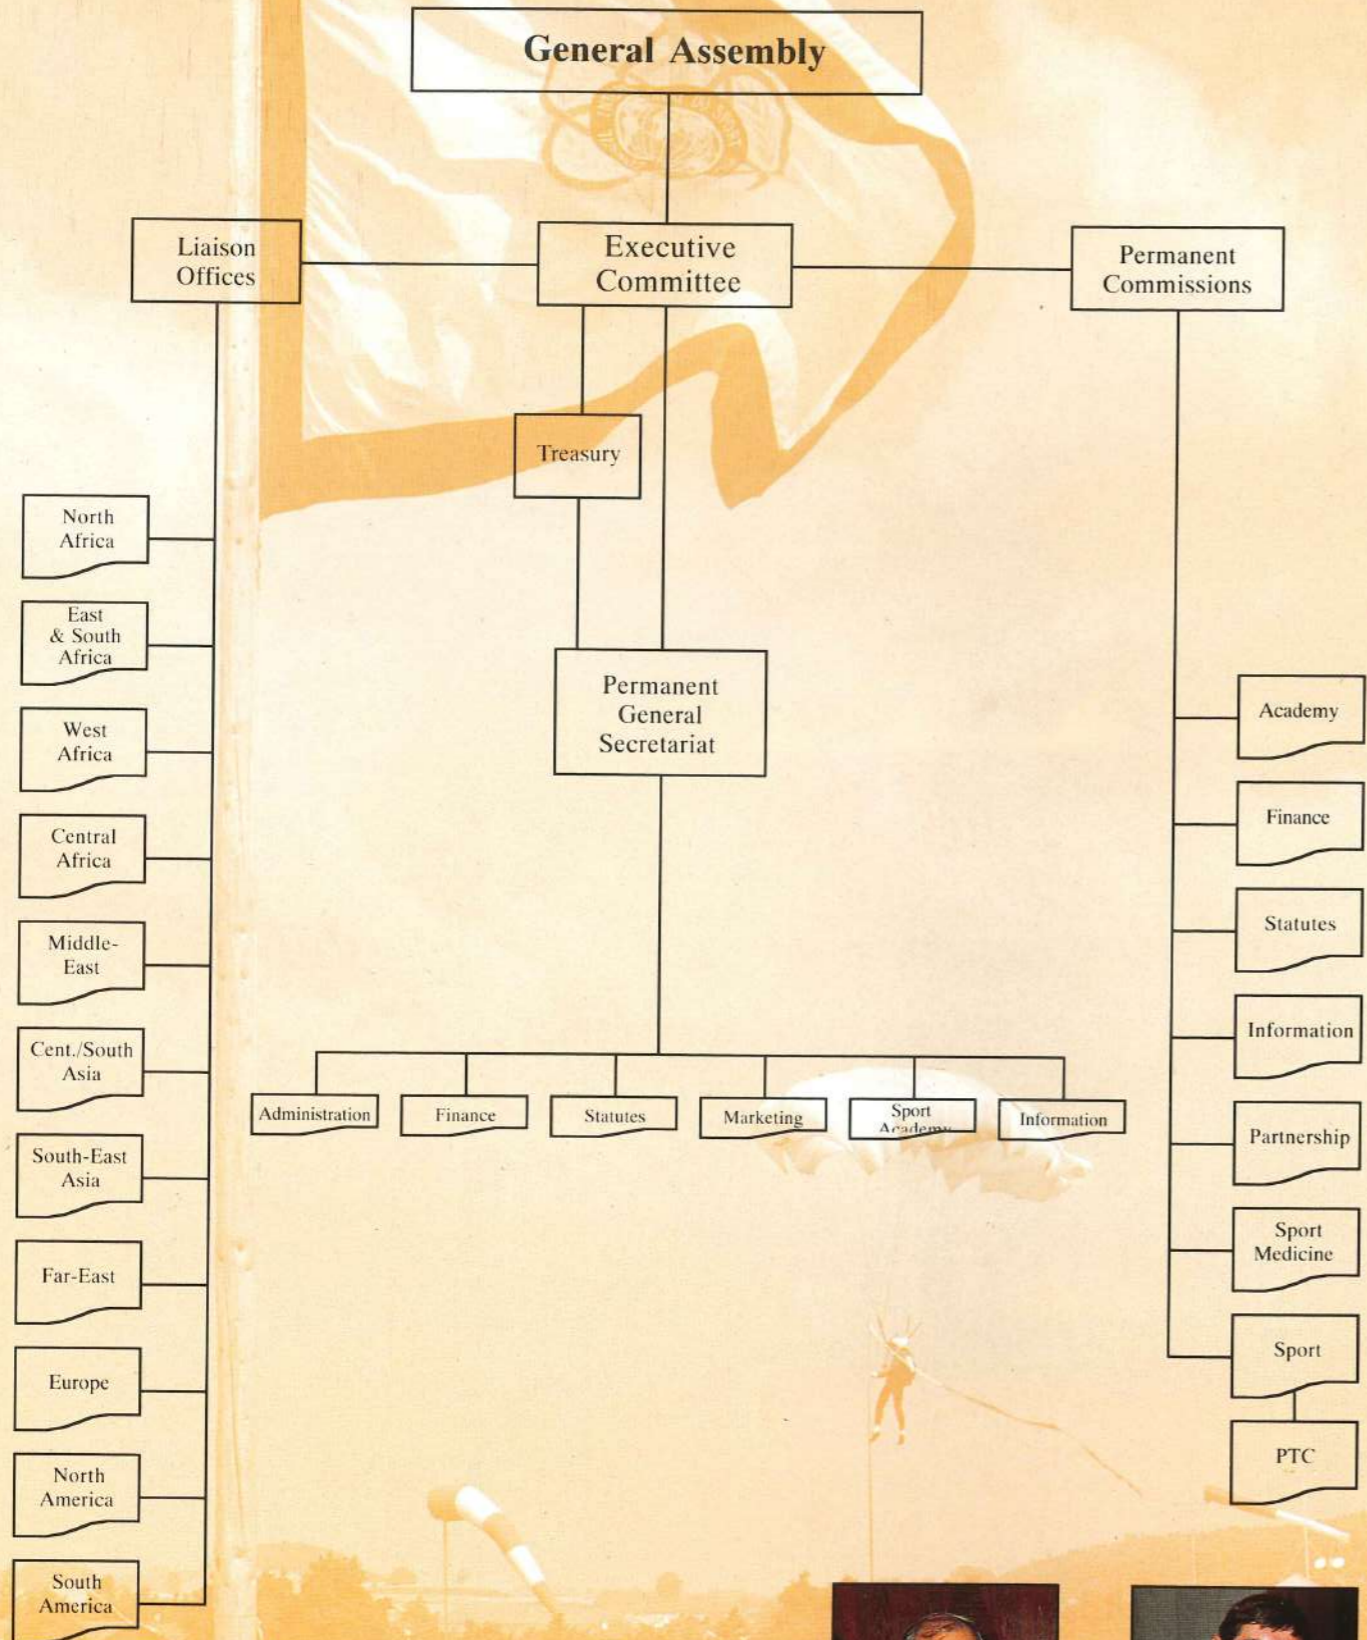 General Assembly
Liaison
Offices
Executive
Committee
Permanent
Commissions
Treasury
North
Africa
East
& South
Africa
West
Africa
Central
Africa
Middle-
East
Cent./South
Asia
South-East
Asia
Far-East
Europe
North
America
South
America
Permanent
General
Secretariat
Administration
Finance
Statutes
Marketing
Sport
Academy
Information
Academy
Finance
Statutes
Information
Partnership
Sport
Medicine
Sport
PTC